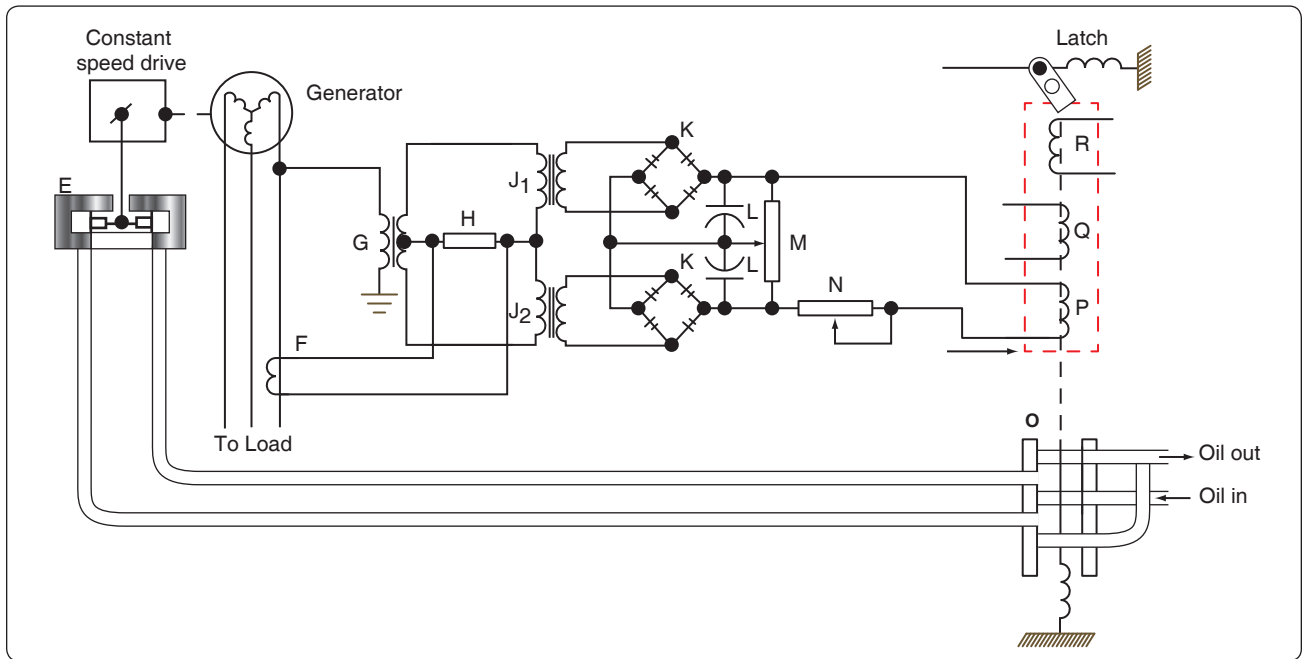 Constant
speed drive
Generator
Latch
E
F
G
H
J1
J2
K
K
L
L
M
N
R
Q
P
O
To Load
Oil out
Oil in